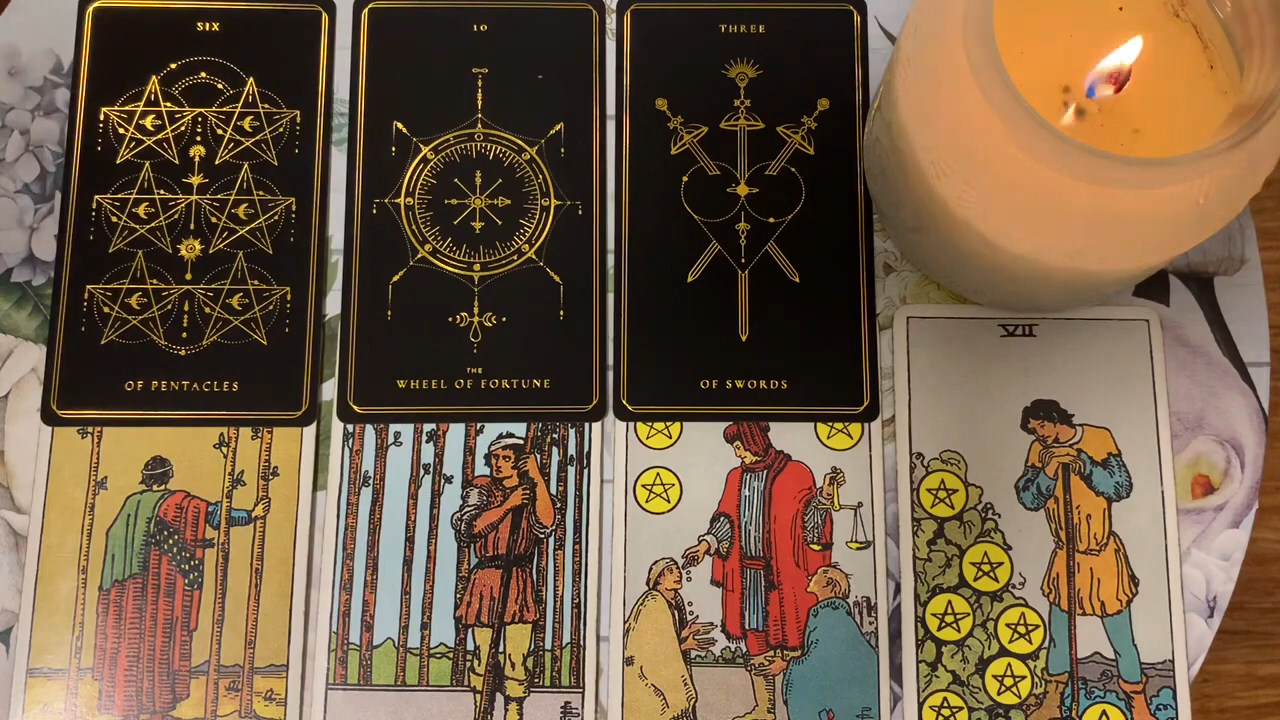 SIX
OF PENTACLES
10
THE
WHEEL OF FORTUNE
THREE
OF SWORDS
VII